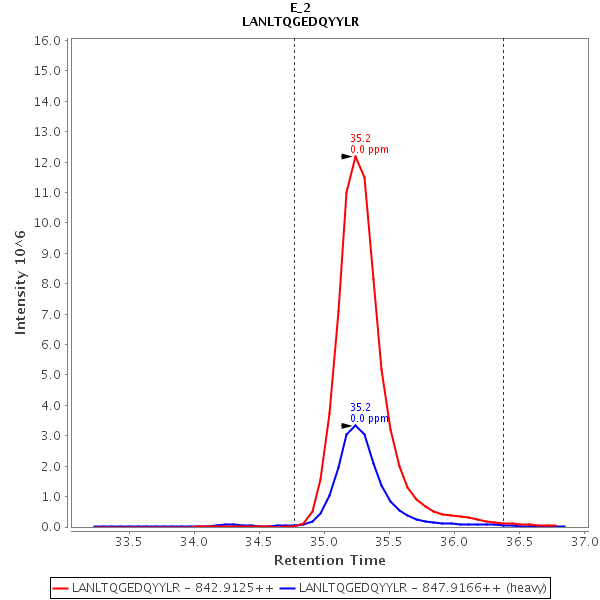 E_2
LANLTQGEDQYYLR
16.0
15.0
14.0
13.0
12.0
11.0
10.0
9.0
8.0
7.0
6.0
5.0
4.0
3.0
2.0
1.0
0.0
Intensity 10^6
35.2
0.0 ppm
35.2
0.0 ppm
33.5 34.0 34.5 35.0 35.5 36.0 36.5 37.0
Retention Time
LANLTQGEDQYYLR - 842.9125++ LANLTQGEDQYYLR - 847.9166++ (heavy)